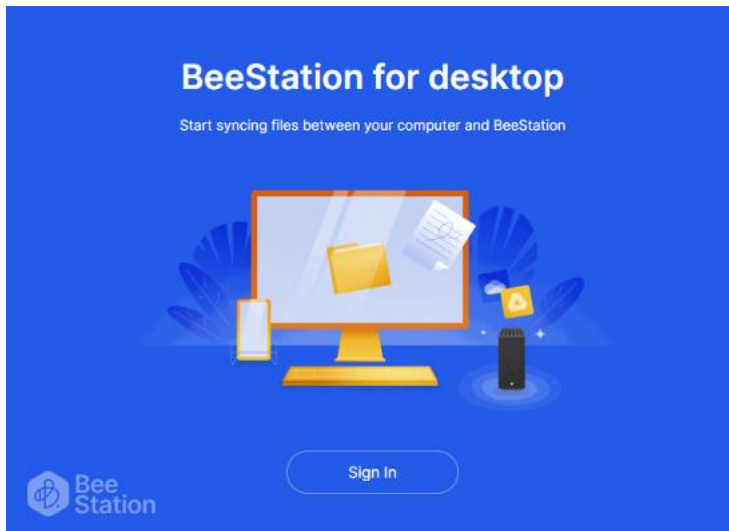 BeeStation for desktop
Start syncing files between your computer and BeeStation
Sign In
Bee
Station